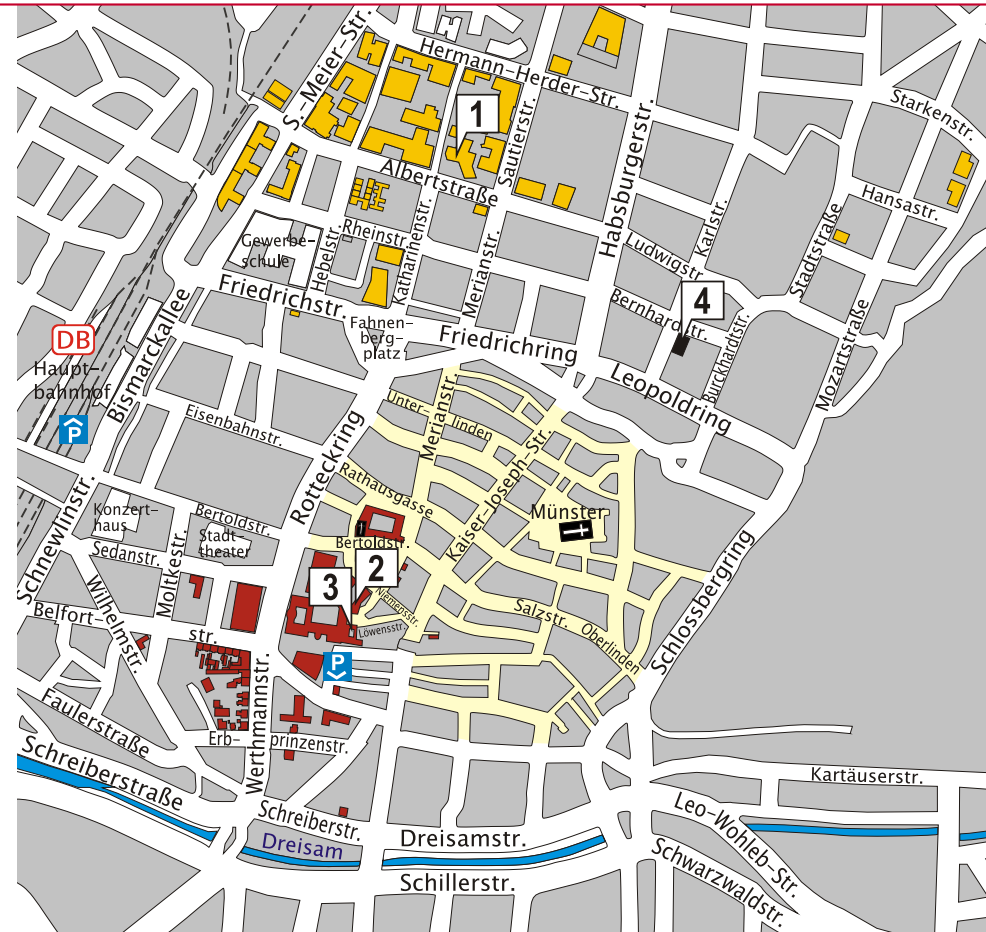 Hermann-Herder-Str.
S.-Meier-Str.
1
Starkenstr.
Sautierstr.
Habsburgerstr.
Albertstraße
Hansastr.
Karlstr.
Stadtstraße
Rheinstr.
Katharinenstr.
Hebelstr.
Gewerbe-
schule
Merianstr.
Ludwigstr.
Bernhardstr.
4
Friedrichstr.
Fahnen-
berg-
platz
Friedrichring
Leopoldring
Burckhardtstr.
Mozartstraße
DB
Haupt-
bahnhof
P
Bismarckallee
Eisenbahnstr.
Unter-
linden
Merianstr.
Rotteckring
Rathausgasse
Kaiser-Joseph-Str.
Münster
Schnewlinstr.
Konzert-
haus
Bertoldstr.
Stadt-
theater
Sedanstr.
Moltkestr.
Bertoldstr.
2
3
Niemensstr.
Löwensstr.
Salzstr.
Oberlinden
Schlossbergring
Belfort-
str.
Wilhelmstr.
P
Werthmannstr.
Faulerstraße
Erb-
prinzenstr.
Schreiberstraße
Schreiberstr.
Dreisam
Dreisamstr.
Schillerstr.
Kartäuserstr.
Leo-Wohleb-Str.
Schwarzwaldstr.